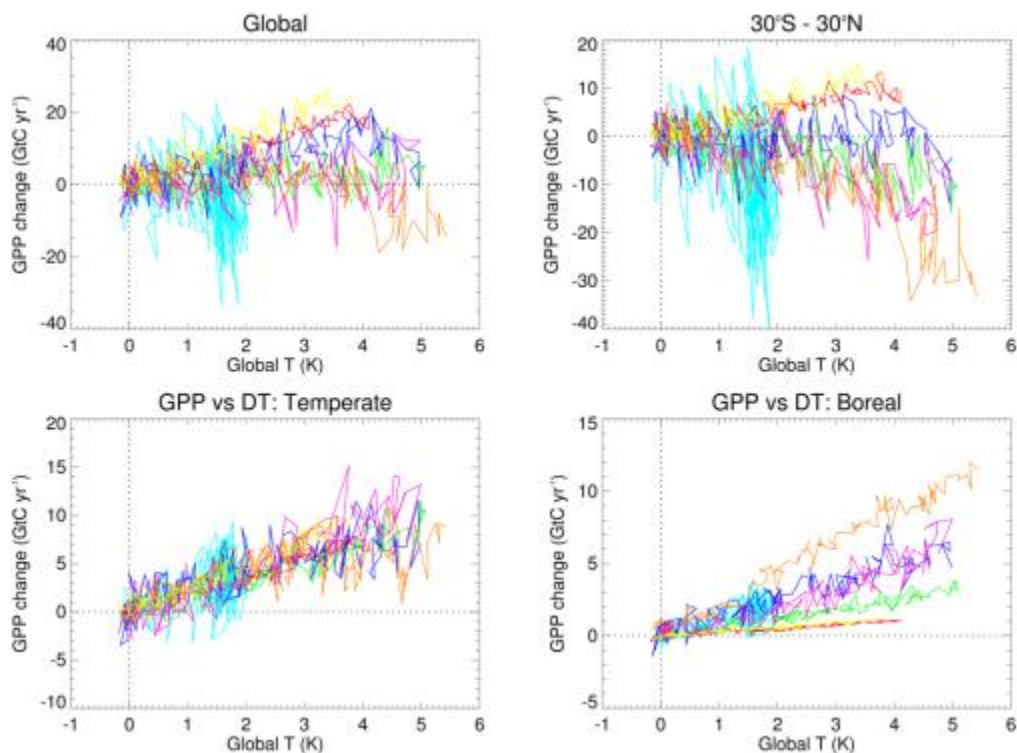 Global
40
20
0
-20
-40
GPP change (GtC yr⁻¹)
-1 0 1 2 3 4 5 6
Global T (K)
30°S - 30°N
20
10
0
-10
-20
-30
-40
GPP change (GtC yr⁻¹)
-1 0 1 2 3 4 5 6
Global T (K)
GPP vs DT: Temperate
20
15
10
5
0
-5
-10
GPP change (GtC yr⁻¹)
-1 0 1 2 3 4 5 6
Global T (K)
GPP vs DT: Boreal
15
10
5
0
-5
GPP change (GtC yr⁻¹)
-1 0 1 2 3 4 5 6
Global T (K)